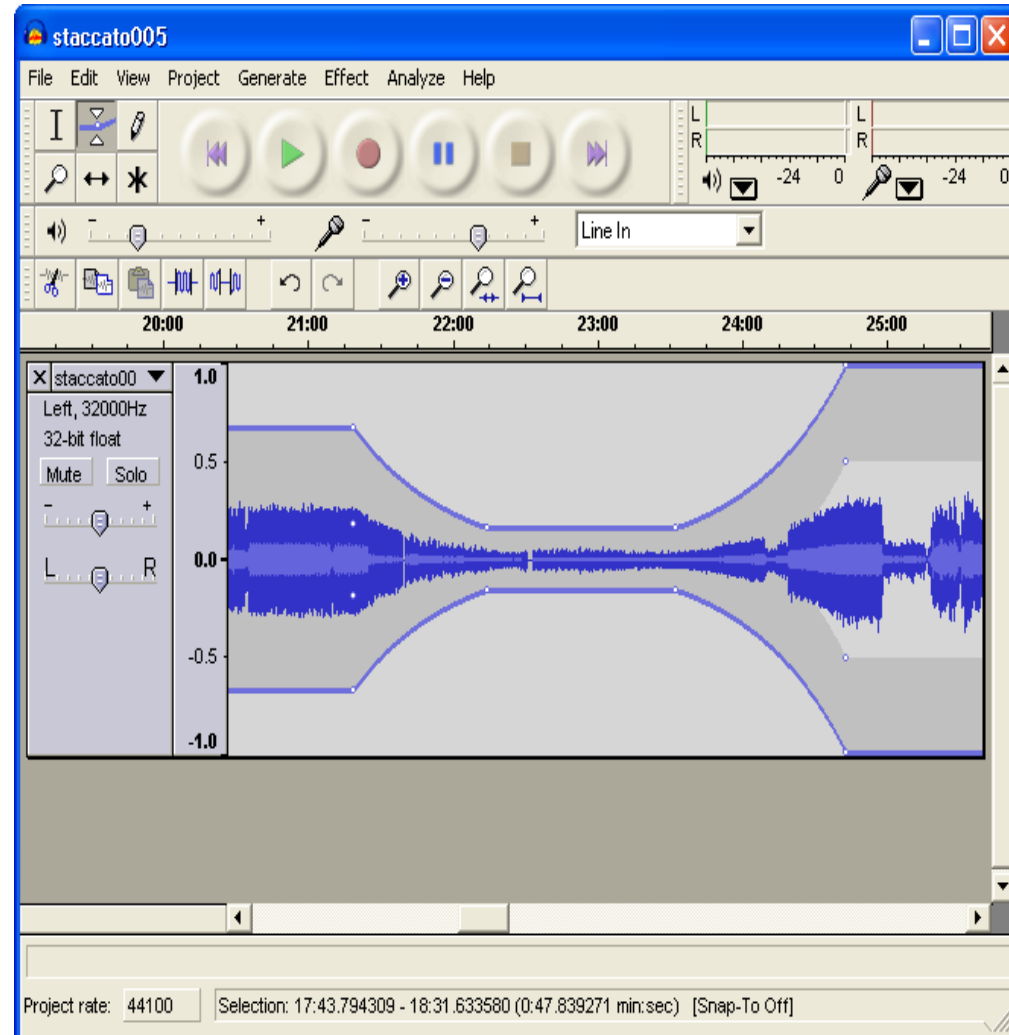 staccato005
File Edit View Project Generate Effect Analyze Help
L
R
-24 0
L
R
-24 0
- +
- +
Line In
20:00 21:00 22:00 23:00 24:00 25:00
X staccato00
Left, 32000Hz
32-bit float
Mute Solo
- +
L R
1.0
0.5
0.0
-0.5
-1.0
Project rate: 44100 Selection: 17:43.794309 - 18:31.633580 (0:47.839271 min:sec) [Snap-To Off]